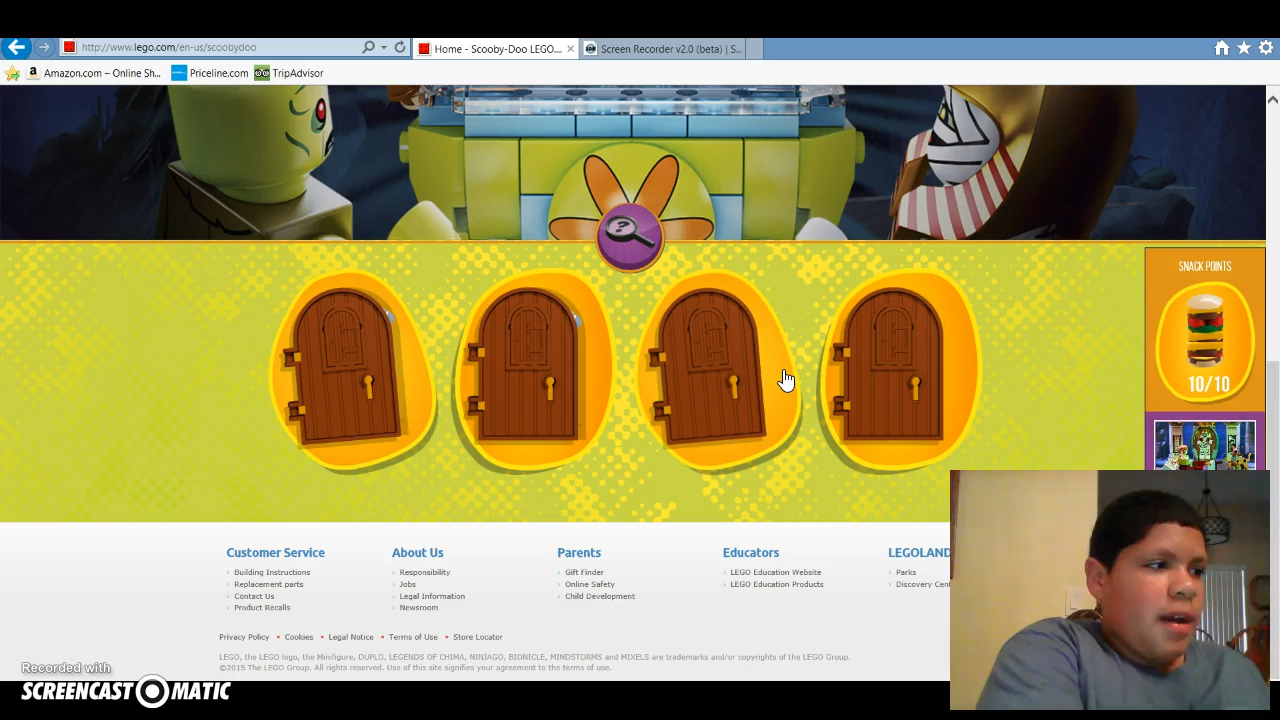 http://www.lego.com/en-us/scoobydoo
Home - Scooby-Doo LEGO....
Screen Recorder v2.0 (beta) | S...
Amazon.com – Online Sh...
Priceline.com
TripAdvisor
?
SNACK POINTS
10/10
Customer Service
About Us
Parents
Educators
LEGOLAND
Building Instructions
Responsibility
Gift Finder
LEGO Education Website
Parks
Replacement parts
Jobs
Online Safety
LEGO Education Products
Discovery Cen
Contact Us
Legal Information
Child Development
Product Recalls
Newsroom
Privacy Policy • Cookies • Legal Notice • Terms of Use • Store Locator
LEGO, the LEGO logo, the Minifigure, DUPLO, LEGENDS OF CHIMA, NINJAGO, BIONICLE, MINDSTORMS and MIXELS are trademarks and/or copyrights of the LEGO Group.
©2015 The LEGO Group. All rights reserved. Use of this site signifies your agreement to the terms of use.
Recorded with
SCREENCAST MATIC